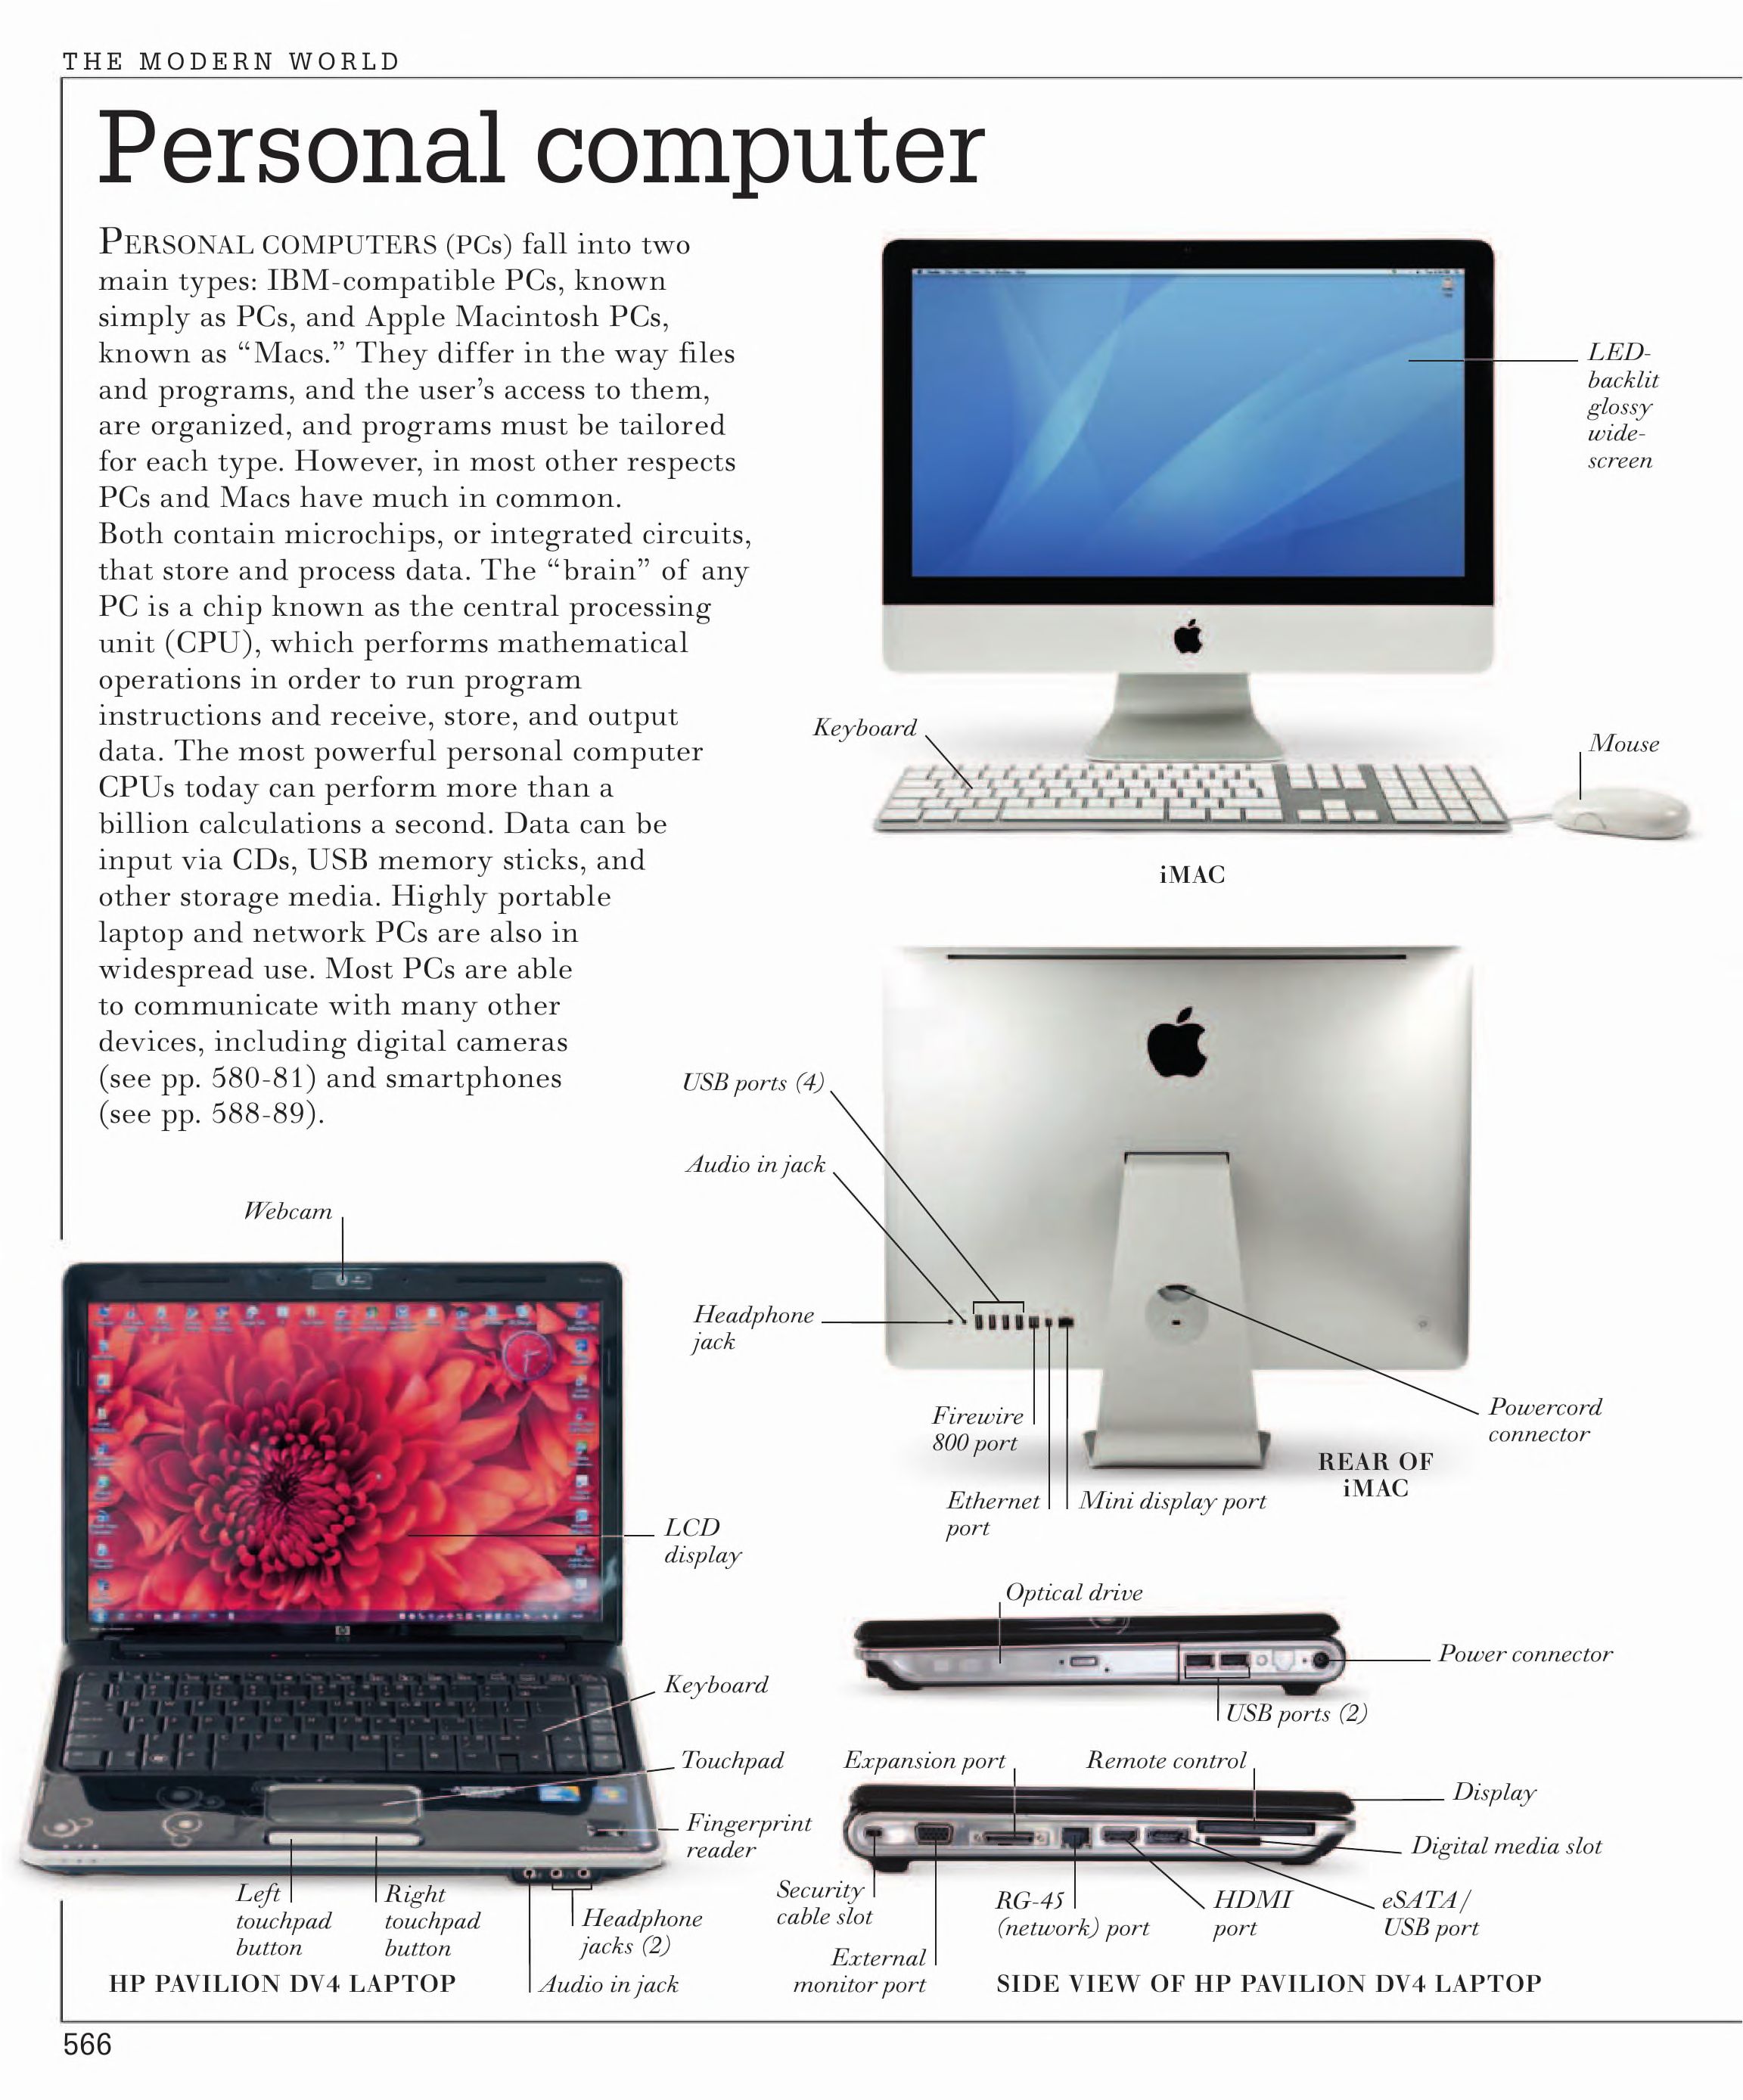 THE MODERN WORLD
Personal computer
PERSONAL COMPUTERS (PCs) fall into two
main types: IBM-compatible PCs, known
simply as PCs, and Apple Macintosh PCs,
known as “Macs.” They differ in the way files
and programs, and the user’s access to them,
are organized, and programs must be tailored
for each type. However, in most other respects
PCs and Macs have much in common.
Both contain microchips, or integrated circuits,
that store and process data. The “brain” of any
PC is a chip known as the central processing
unit (CPU), which performs mathematical
operations in order to run program
instructions and receive, store, and output
data. The most powerful personal computer
CPUs today can perform more than a
billion calculations a second. Data can be
input via CDs, USB memory sticks, and
other storage media. Highly portable
laptop and network PCs are also in
widespread use. Most PCs are able
to communicate with many other
devices, including digital cameras
(see pp. 580-81) and smartphones
(see pp. 588-89).
LED-
backlit
glossy
wide-
screen
Keyboard
Mouse
iMAC
USB ports (4)
Audio in jack
Headphone
jack
Firewire
800 port
Ethernet
port
Mini display port
Powercord
connector
REAR OF
iMAC
Webcam
LCD
display
Keyboard
Touchpad
Fingerprint
reader
Left
touchpad
button
Right
touchpad
button
Headphone
jacks (2)
Audio in jack
HP PAVILION DV4 LAPTOP
Optical drive
Power connector
USB ports (2)
Expansion port
Remote control
Display
Digital media slot
Security
cable slot
External
monitor port
RG-45
(network) port
HDMI
port
eSATA/
USB port
SIDE VIEW OF HP PAVILION DV4 LAPTOP
566